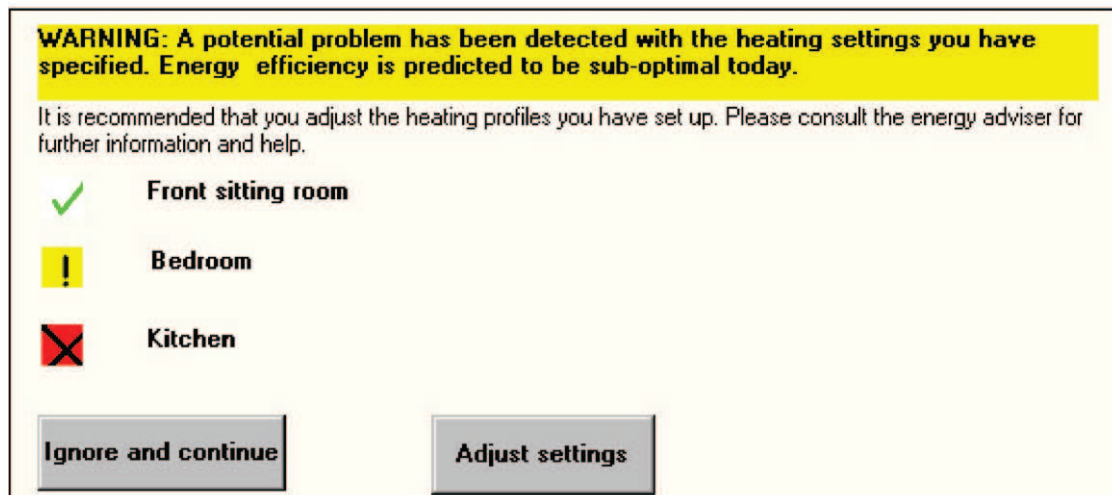 WARNING: A potential problem has been detected with the heating settings you have
specified. Energy efficiency is predicted to be sub-optimal today.
It is recommended that you adjust the heating profiles you have set up. Please consult the energy adviser for
further information and help.
Front sitting room
! Bedroom
Kitchen
Ignore and continue
Adjust settings